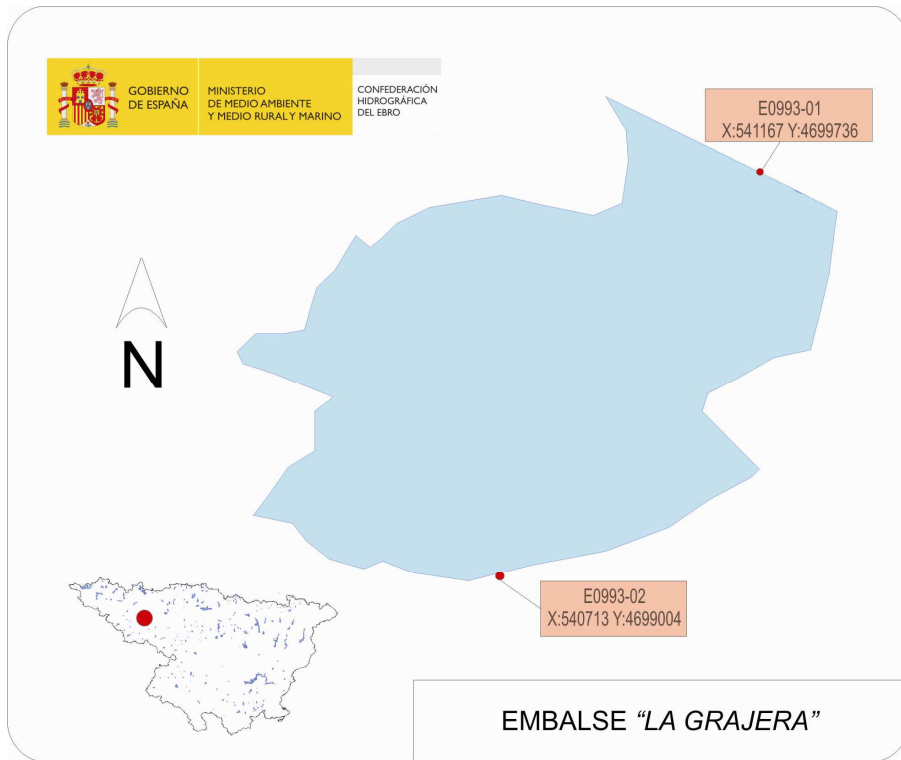 GOBIERNO
DE ESPAÑA
MINISTERIO
DE MEDIO AMBIENTE
Y MEDIO RURAL Y MARINO
CONFEDERACIÓN
HIDROGRÁFICA
DEL EBRO
E0993-01
X:541167 Y:4699736
N
E0993-02
X:540713 Y:4699004
EMBALSE “LA GRAJERA”